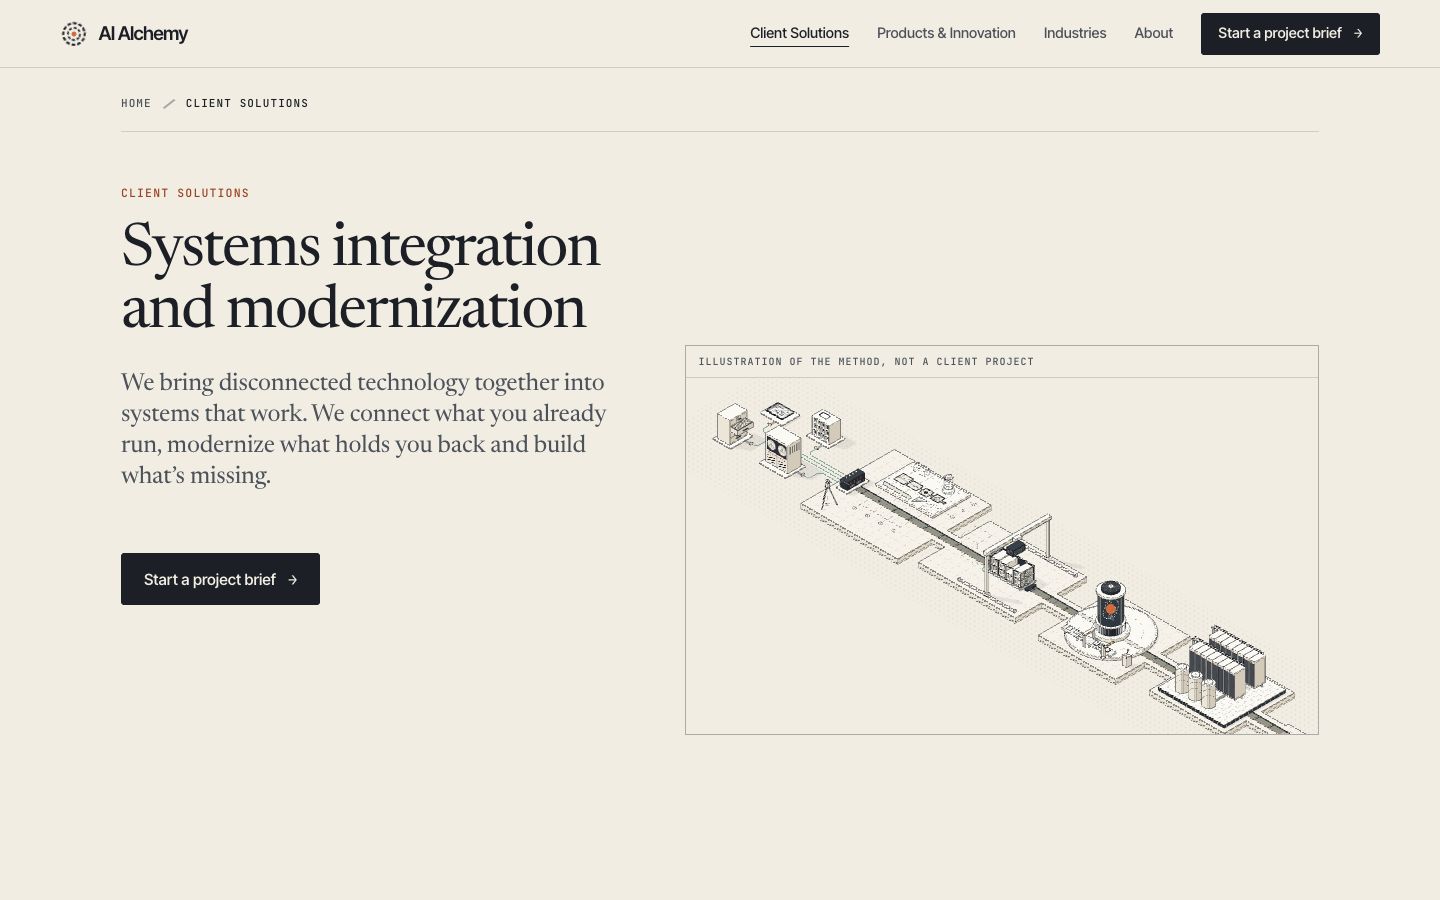 AI Alchemy
Client Solutions
Products & Innovation
Industries
About
Start a project brief →
HOME / CLIENT SOLUTIONS
CLIENT SOLUTIONS
Systems integration
and modernization
We bring disconnected technology together into
systems that work. We connect what you already
run, modernize what holds you back and build
what’s missing.
Start a project brief →
ILLUSTRATION OF THE METHOD, NOT A CLIENT PROJECT